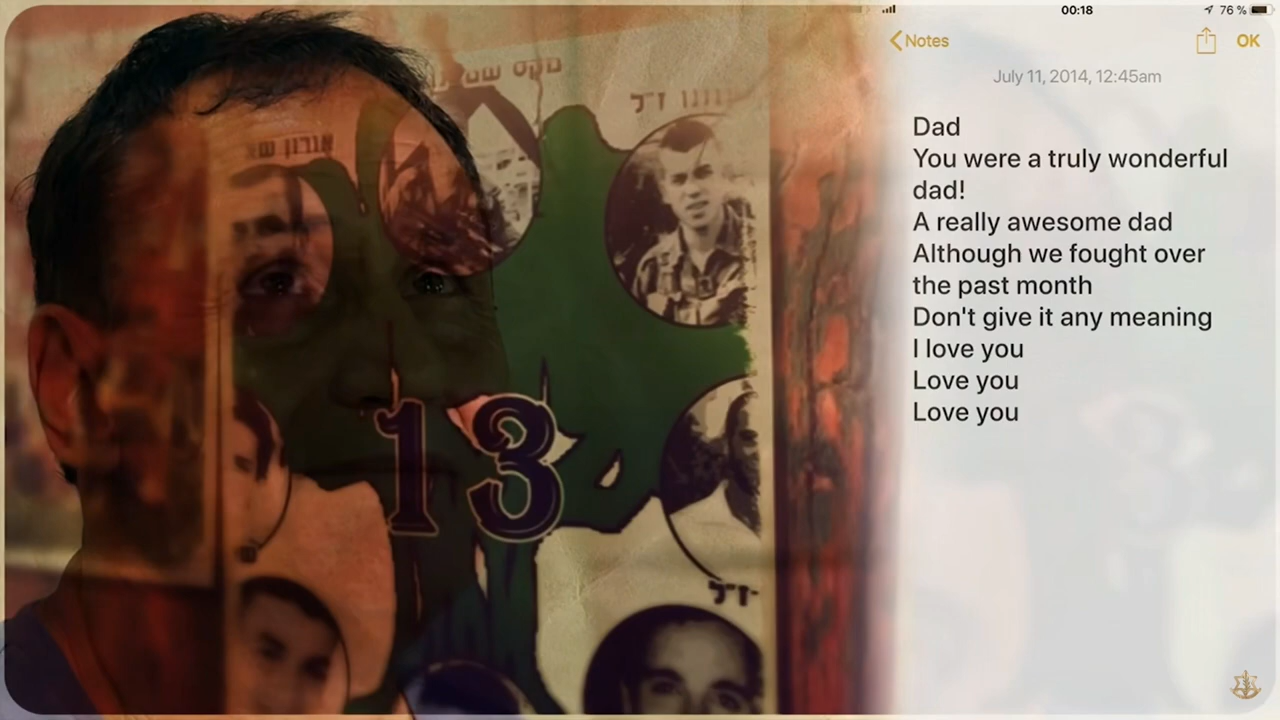 00:18
76 %
Notes
OK
July 11, 2014, 12:45am
Dad
You were a truly wonderful
dad!
A really awesome dad
Although we fought over
the past month
Don't give it any meaning
I love you
Love you
Love you
מקס
ז״ל
אורון
13
ז״ל